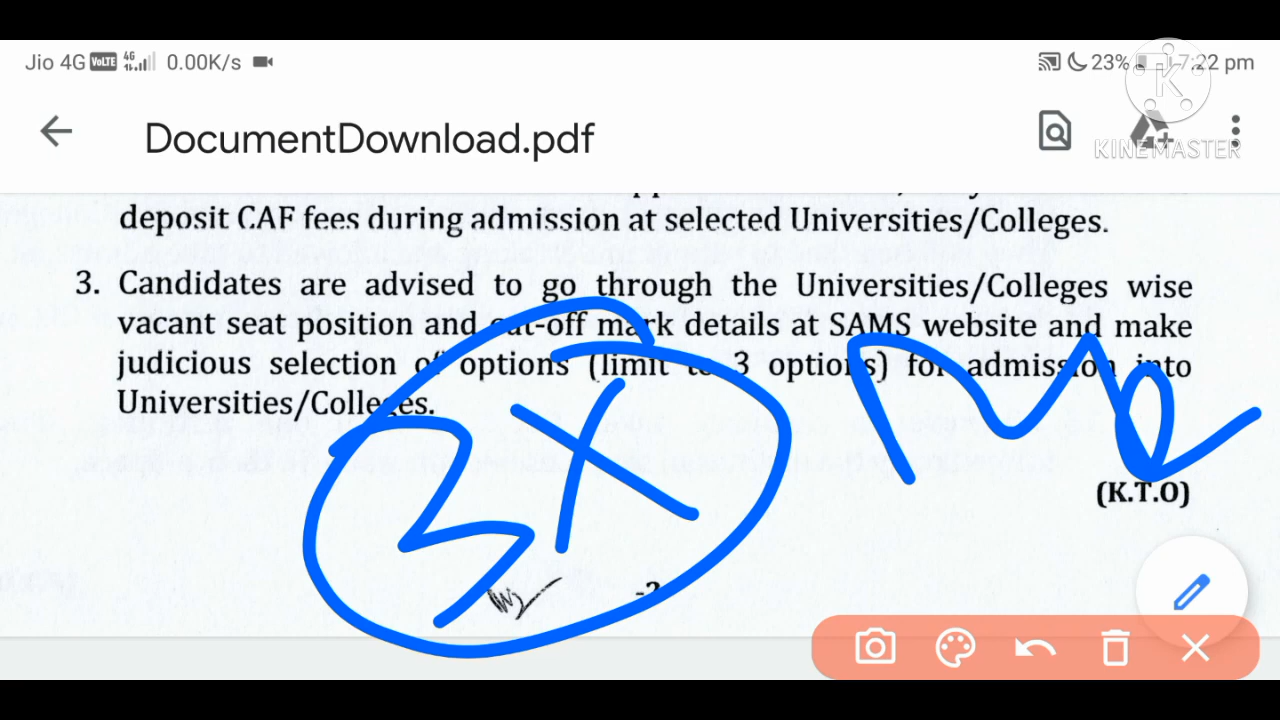 Jio 4G VoLTE 4G 0.00K/s 23% 7:22 pm
K
KINEMASTER
DocumentDownload.pdf
deposit CAF fees during admission at selected Universities/Colleges.
3. Candidates are advised to go through the Universities/Colleges wise
vacant seat position and cut-off mark details at SAMS website and make
judicious selection of options (limit to 3 options) for admission into
Universities/Colleges.
3X
(K.T.O)